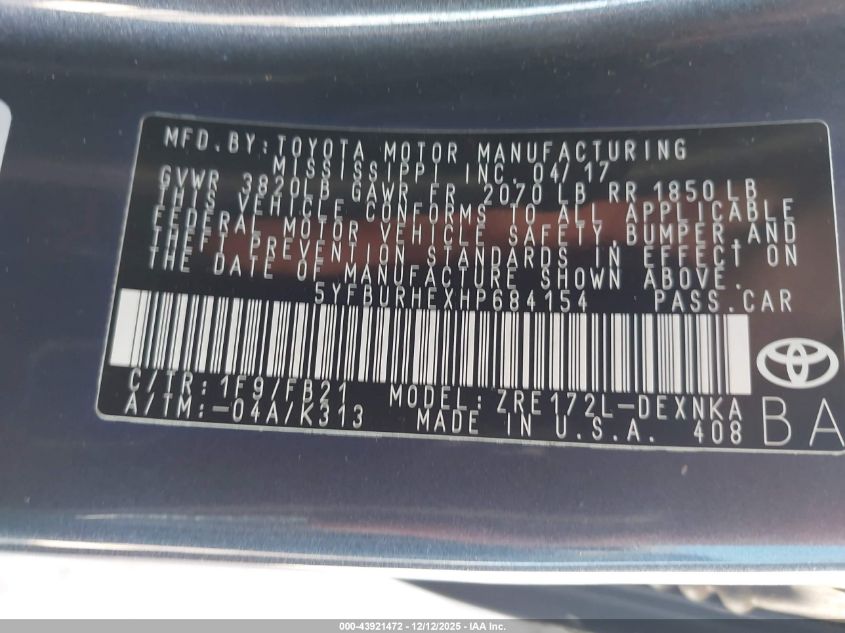 MFD.BY:TOYOTA MOTOR MANUFACTURING
MISSISSIPPI INC. 04/17
GVWR 3820LB GAWR FR 2070 LB RR 1850 LB
THIS VEHICLE CONFORMS TO ALL APPLICABLE
FEDERAL MOTOR VEHICLE SAFETY,BUMPER,AND
THEFT PREVENTION STANDARDS IN EFFECT ON
THE DATE OF MANUFACTURE SHOWN ABOVE.
5YFBURHEXHP684154 PASS.CAR
C/TR:1F9/FB21 MODEL:ZRE172L-DEXNKA
A/TM:-04A/K313 MADE IN U.S.A. 408 BA
000-43921472 - 12/12/2025 - IAA Inc.